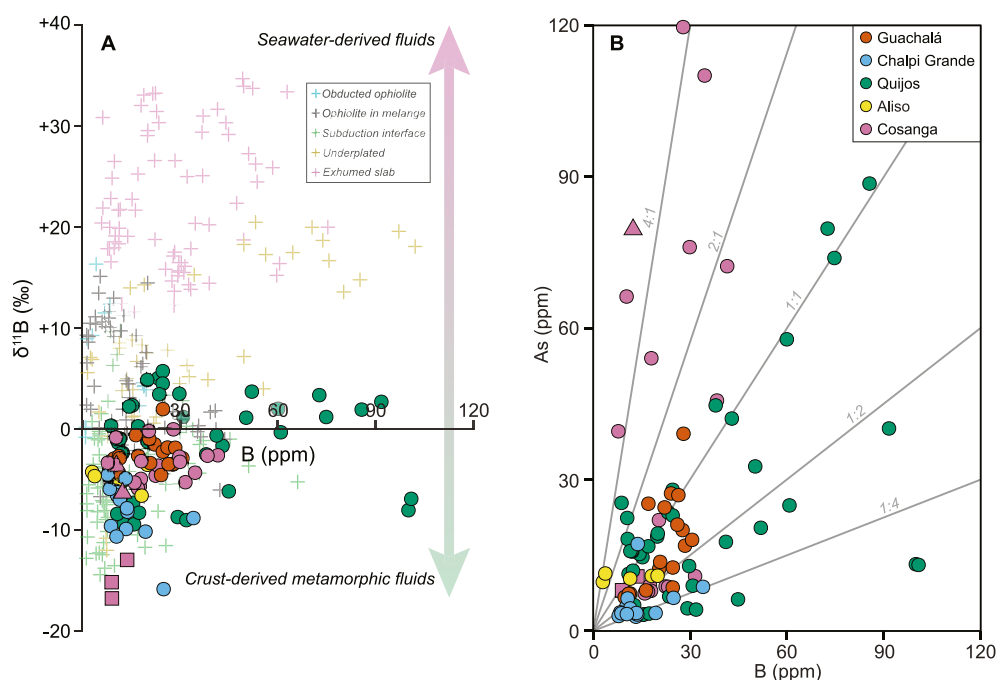 +40
+30
+20
+10
0
-10
-20
δ¹¹B (‰)
A
Seawater-derived fluids
Obducted ophiolite
Ophiolite in melange
Subduction interface
Underplated
Exhumed slab
30
60
90
120
B (ppm)
Crust-derived metamorphic fluids
120
90
60
30
0
As (ppm)
B
Guachalá
Chalpi Grande
Quijos
Aliso
Cosanga
4:1
2:1
1:1
1:2
1:4
0
30
60
90
120
B (ppm)